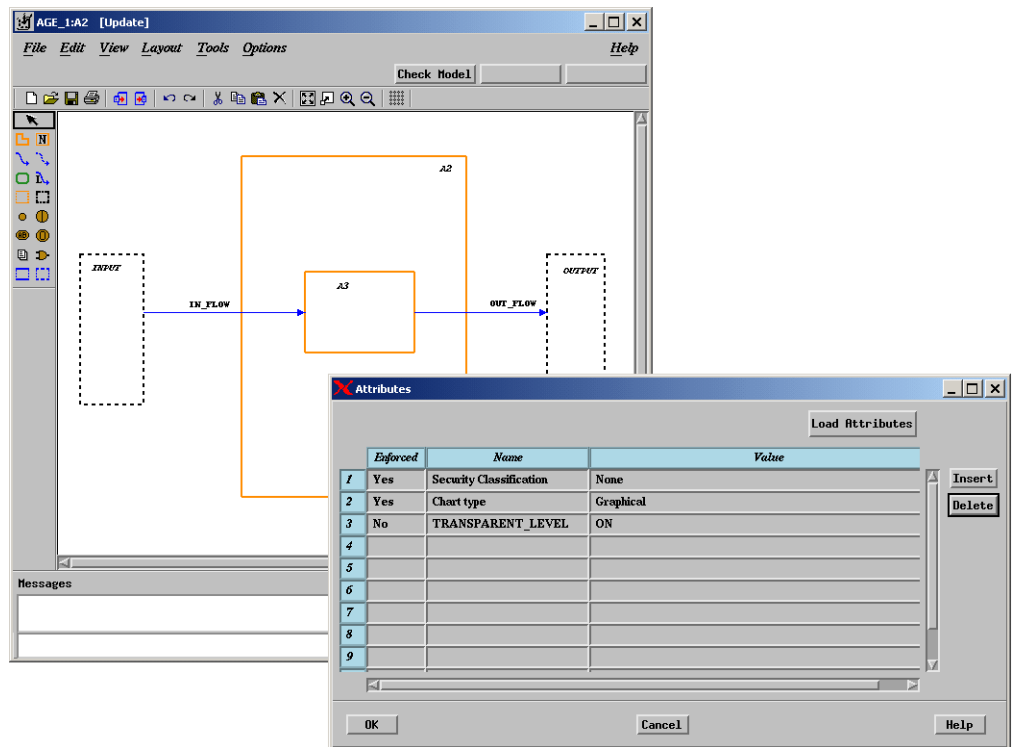 AGE_1:A2 [Update]
File Edit View Layout Tools Options Help
Check Model
N
A2
INPUT
OUTPUT
A3
IN_FLOW
OUT_FLOW
Messages
Attributes
Load Attributes
Enforced Name Value
1 Yes Security Classification None
Insert
2 Yes Chart type Graphical
Delete
3 No TRANSPARENT_LEVEL ON
4
5
6
7
8
9
OK Cancel Help